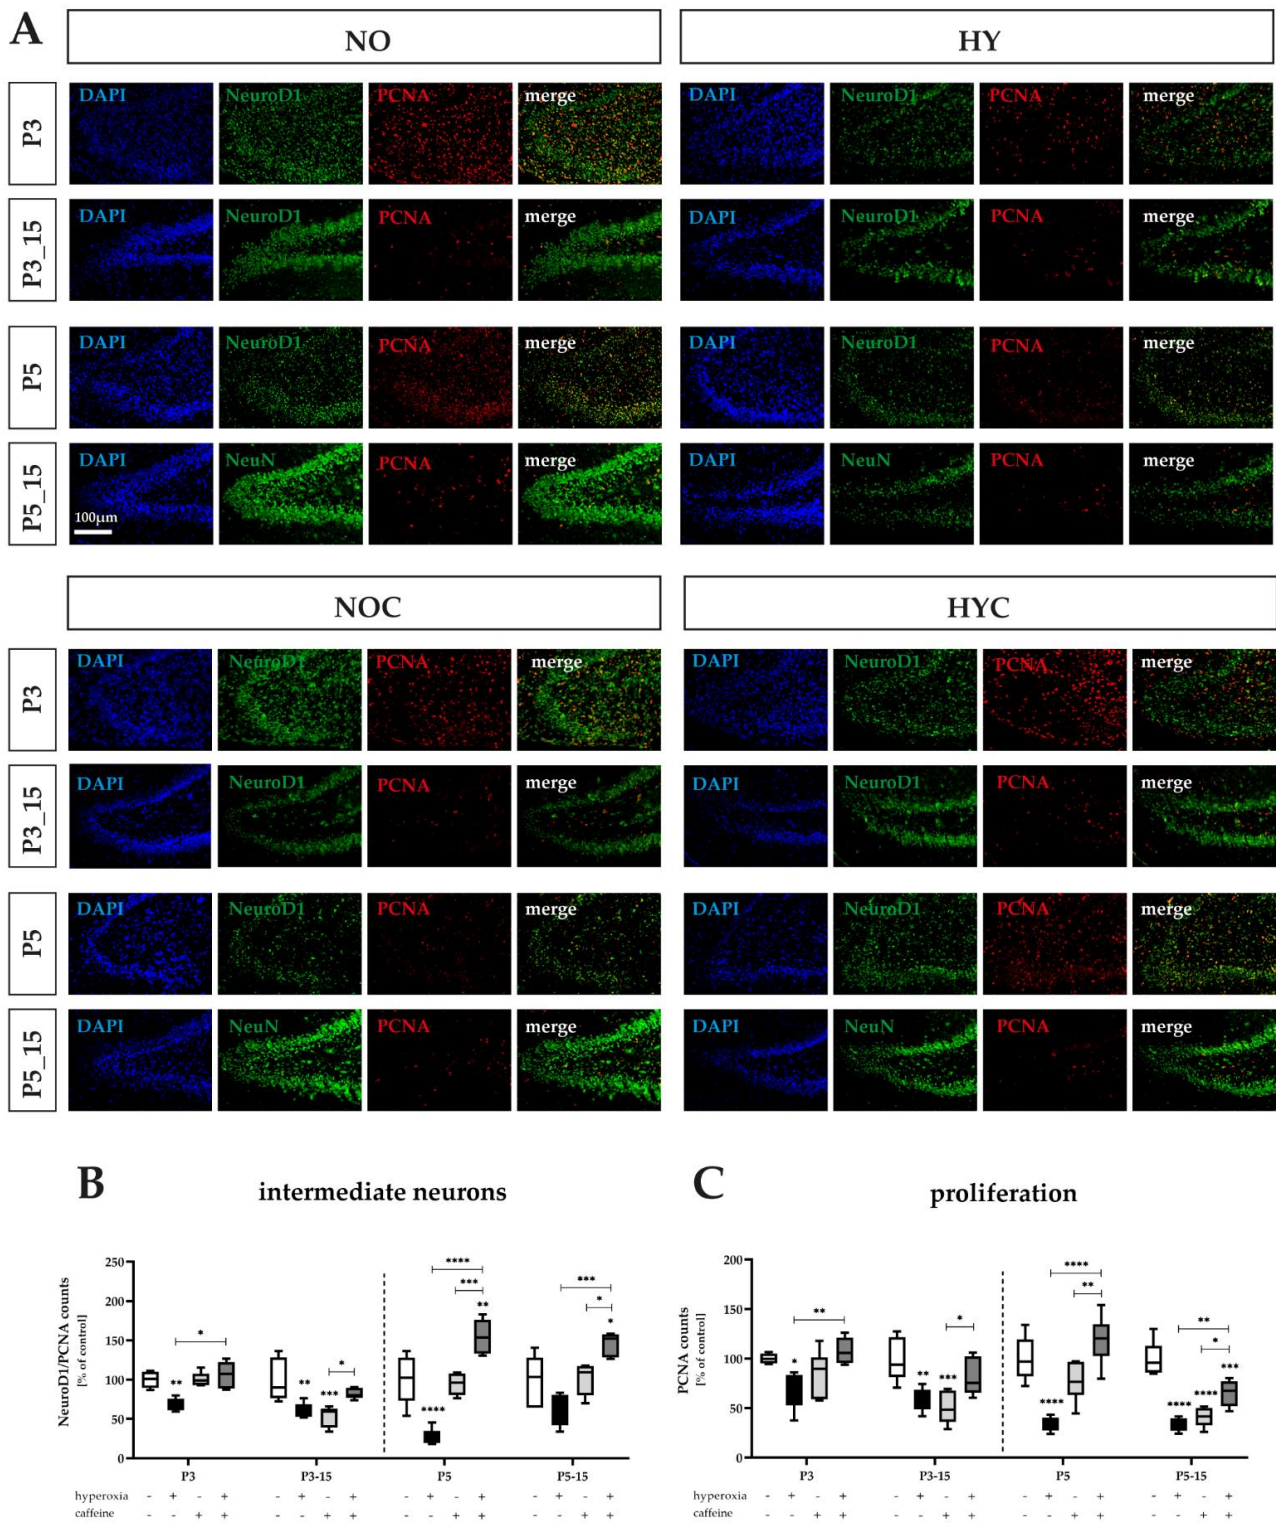 A
NO
HY
P3
DAPI NeuroD1 PCNA merge DAPI NeuroD1 PCNA merge
P3_15
DAPI NeuroD1 PCNA merge DAPI NeuroD1 PCNA merge
P5
DAPI NeuroD1 PCNA merge DAPI NeuroD1 PCNA merge
P5_15
DAPI NeuN PCNA merge DAPI NeuN PCNA merge
100µm
NOC
HYC
P3
DAPI NeuroD1 PCNA merge DAPI NeuroD1 PCNA merge
P3_15
DAPI NeuroD1 PCNA merge DAPI NeuroD1 PCNA merge
P5
DAPI NeuroD1 PCNA merge DAPI NeuroD1 PCNA merge
P5_15
DAPI NeuN PCNA merge DAPI NeuN PCNA merge
B
intermediate neurons
NeuroD1/PCNA counts
[% of control]
250
200
150
100
50
0
* ** ** *** * **** **** *** ** *** * *
P3 P3-15 P5 P5-15
hyperoxia - + - + - + - + - + - + - + - +
caffeine - - + + - - + + - - + + - - + +
C
proliferation
PCNA counts
[% of control]
200
150
100
50
0
** * ** *** * **** **** ** ** * *** **** ****
P3 P3-15 P5 P5-15
hyperoxia - + - + - + - + - + - + - + - +
caffeine - - + + - - + + - - + + - - + +